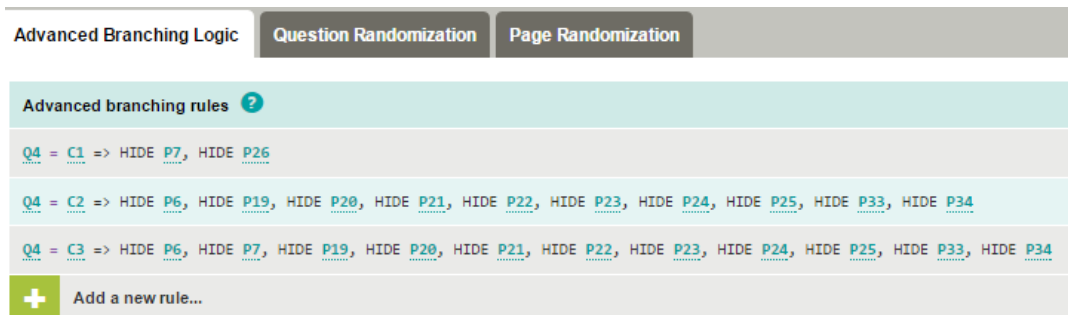 Advanced Branching Logic Question Randomization Page Randomization
Advanced branching rules ?
Q4 = C1 => HIDE P7, HIDE P26
Q4 = C2 => HIDE P6, HIDE P19, HIDE P20, HIDE P21, HIDE P22, HIDE P23, HIDE P24, HIDE P25, HIDE P33, HIDE P34
Q4 = C3 => HIDE P6, HIDE P7, HIDE P19, HIDE P20, HIDE P21, HIDE P22, HIDE P23, HIDE P24, HIDE P25, HIDE P33, HIDE P34
+ Add a new rule...